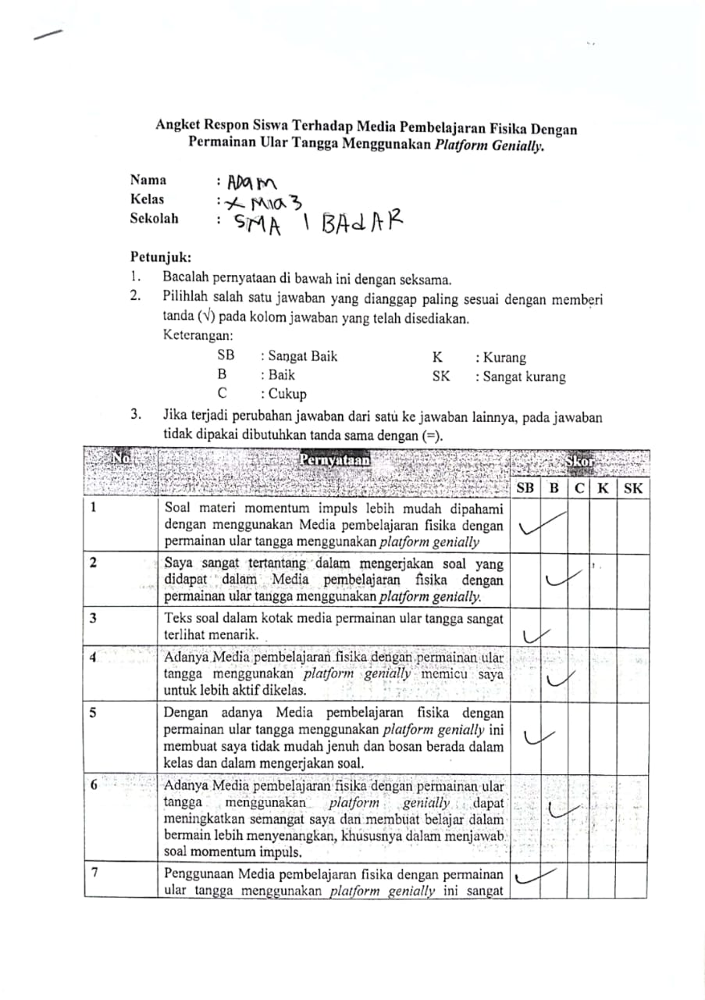 Angket Respon Siswa Terhadap Media Pembelajaran Fisika Dengan
Permainan Ular Tangga Menggunakan Platform Genially.
Nama : ADam
Kelas : X MIa 3
Sekolah : SMA 1 BAdAR
Petunjuk:
1. Bacalah pernyataan di bawah ini dengan seksama.
2. Pilihlah salah satu jawaban yang dianggap paling sesuai dengan memberi
tanda (√) pada kolom jawaban yang telah disediakan.
Keterangan:
SB : Sangat Baik K : Kurang
B : Baik SK : Sangat kurang
C : Cukup
3. Jika terjadi perubahan jawaban dari satu ke jawaban lainnya, pada jawaban
tidak dipakai dibutuhkan tanda sama dengan (=).
No Pernyataan Skor
SB B C K SK
1 Soal materi momentum impuls lebih mudah dipahami
dengan menggunakan Media pembelajaran fisika dengan
permainan ular tangga menggunakan platform genially
2 Saya sangat tertantang dalam mengerjakan soal yang
didapat dalam Media pembelajaran fisika dengan
permainan ular tangga menggunakan platform genially.
3 Teks soal dalam kotak media permainan ular tangga sangat
terlihat menarik.
4 Adanya Media pembelajaran fisika dengan permainan ular
tangga menggunakan platform genially memicu saya
untuk lebih aktif dikelas.
5 Dengan adanya Media pembelajaran fisika dengan
permainan ular tangga menggunakan platform genially ini
membuat saya tidak mudah jenuh dan bosan berada dalam
kelas dan dalam mengerjakan soal.
6 Adanya Media pembelajaran fisika dengan permainan ular
tangga menggunakan platform genially dapat
meningkatkan semangat saya dan membuat belajar dalam
bermain lebih menyenangkan, khususnya dalam menjawab
soal momentum impuls.
7 Penggunaan Media pembelajaran fisika dengan permainan
ular tangga menggunakan platform genially ini sangat